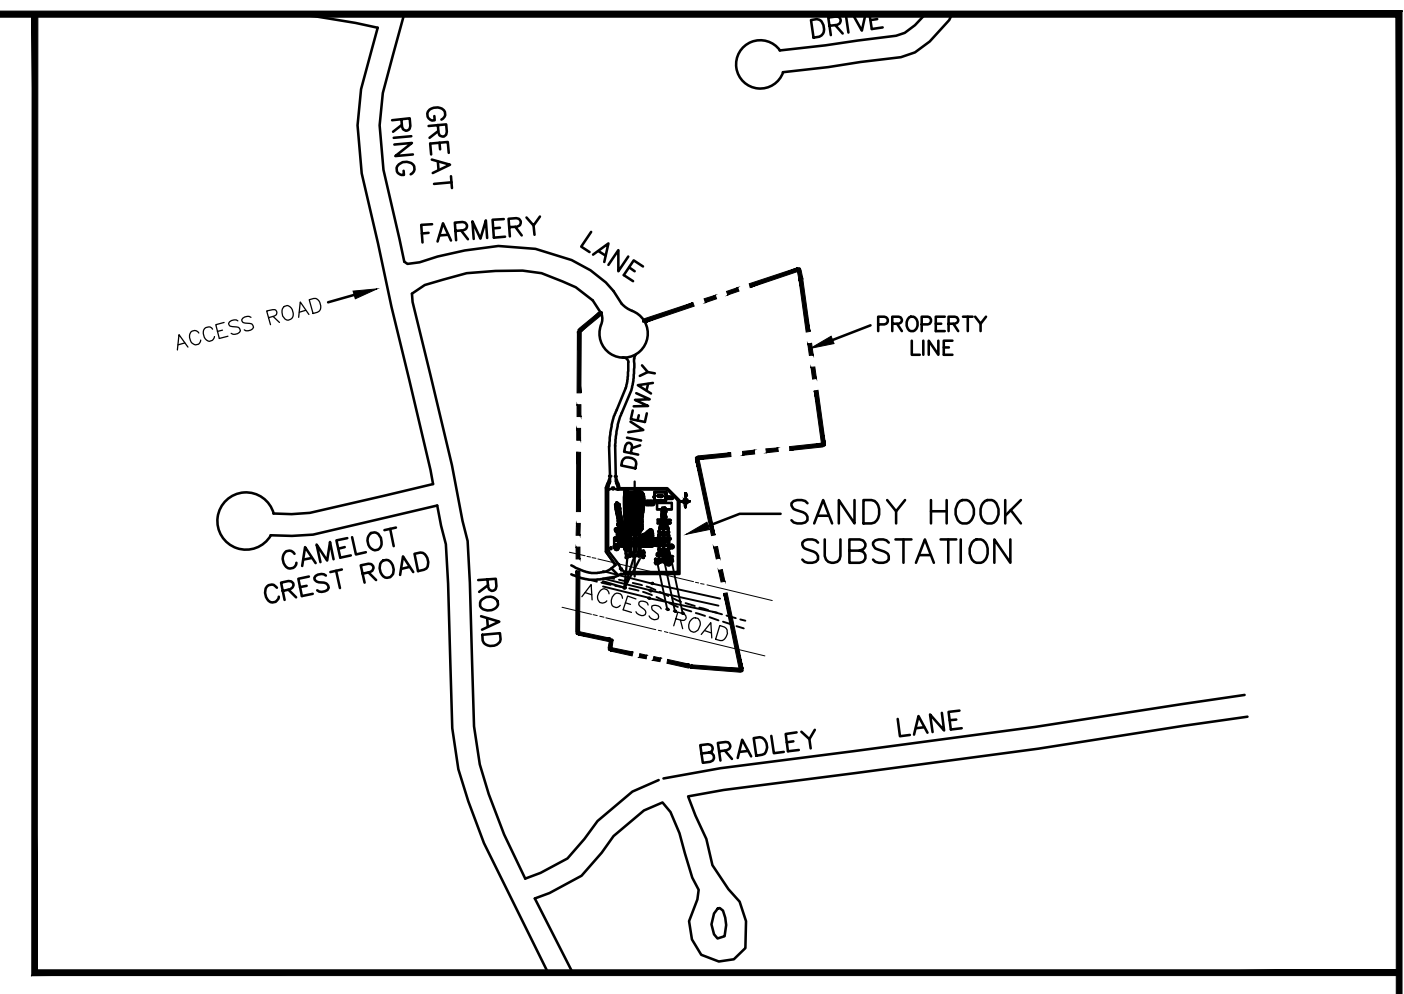 DRIVE
GREAT
RING
FARMERY LANE
ACCESS ROAD
PROPERTY
LINE
DRIVEWAY
SANDY HOOK
SUBSTATION
CAMELOT
CREST ROAD
ROAD
ACCESS ROAD
BRADLEY LANE